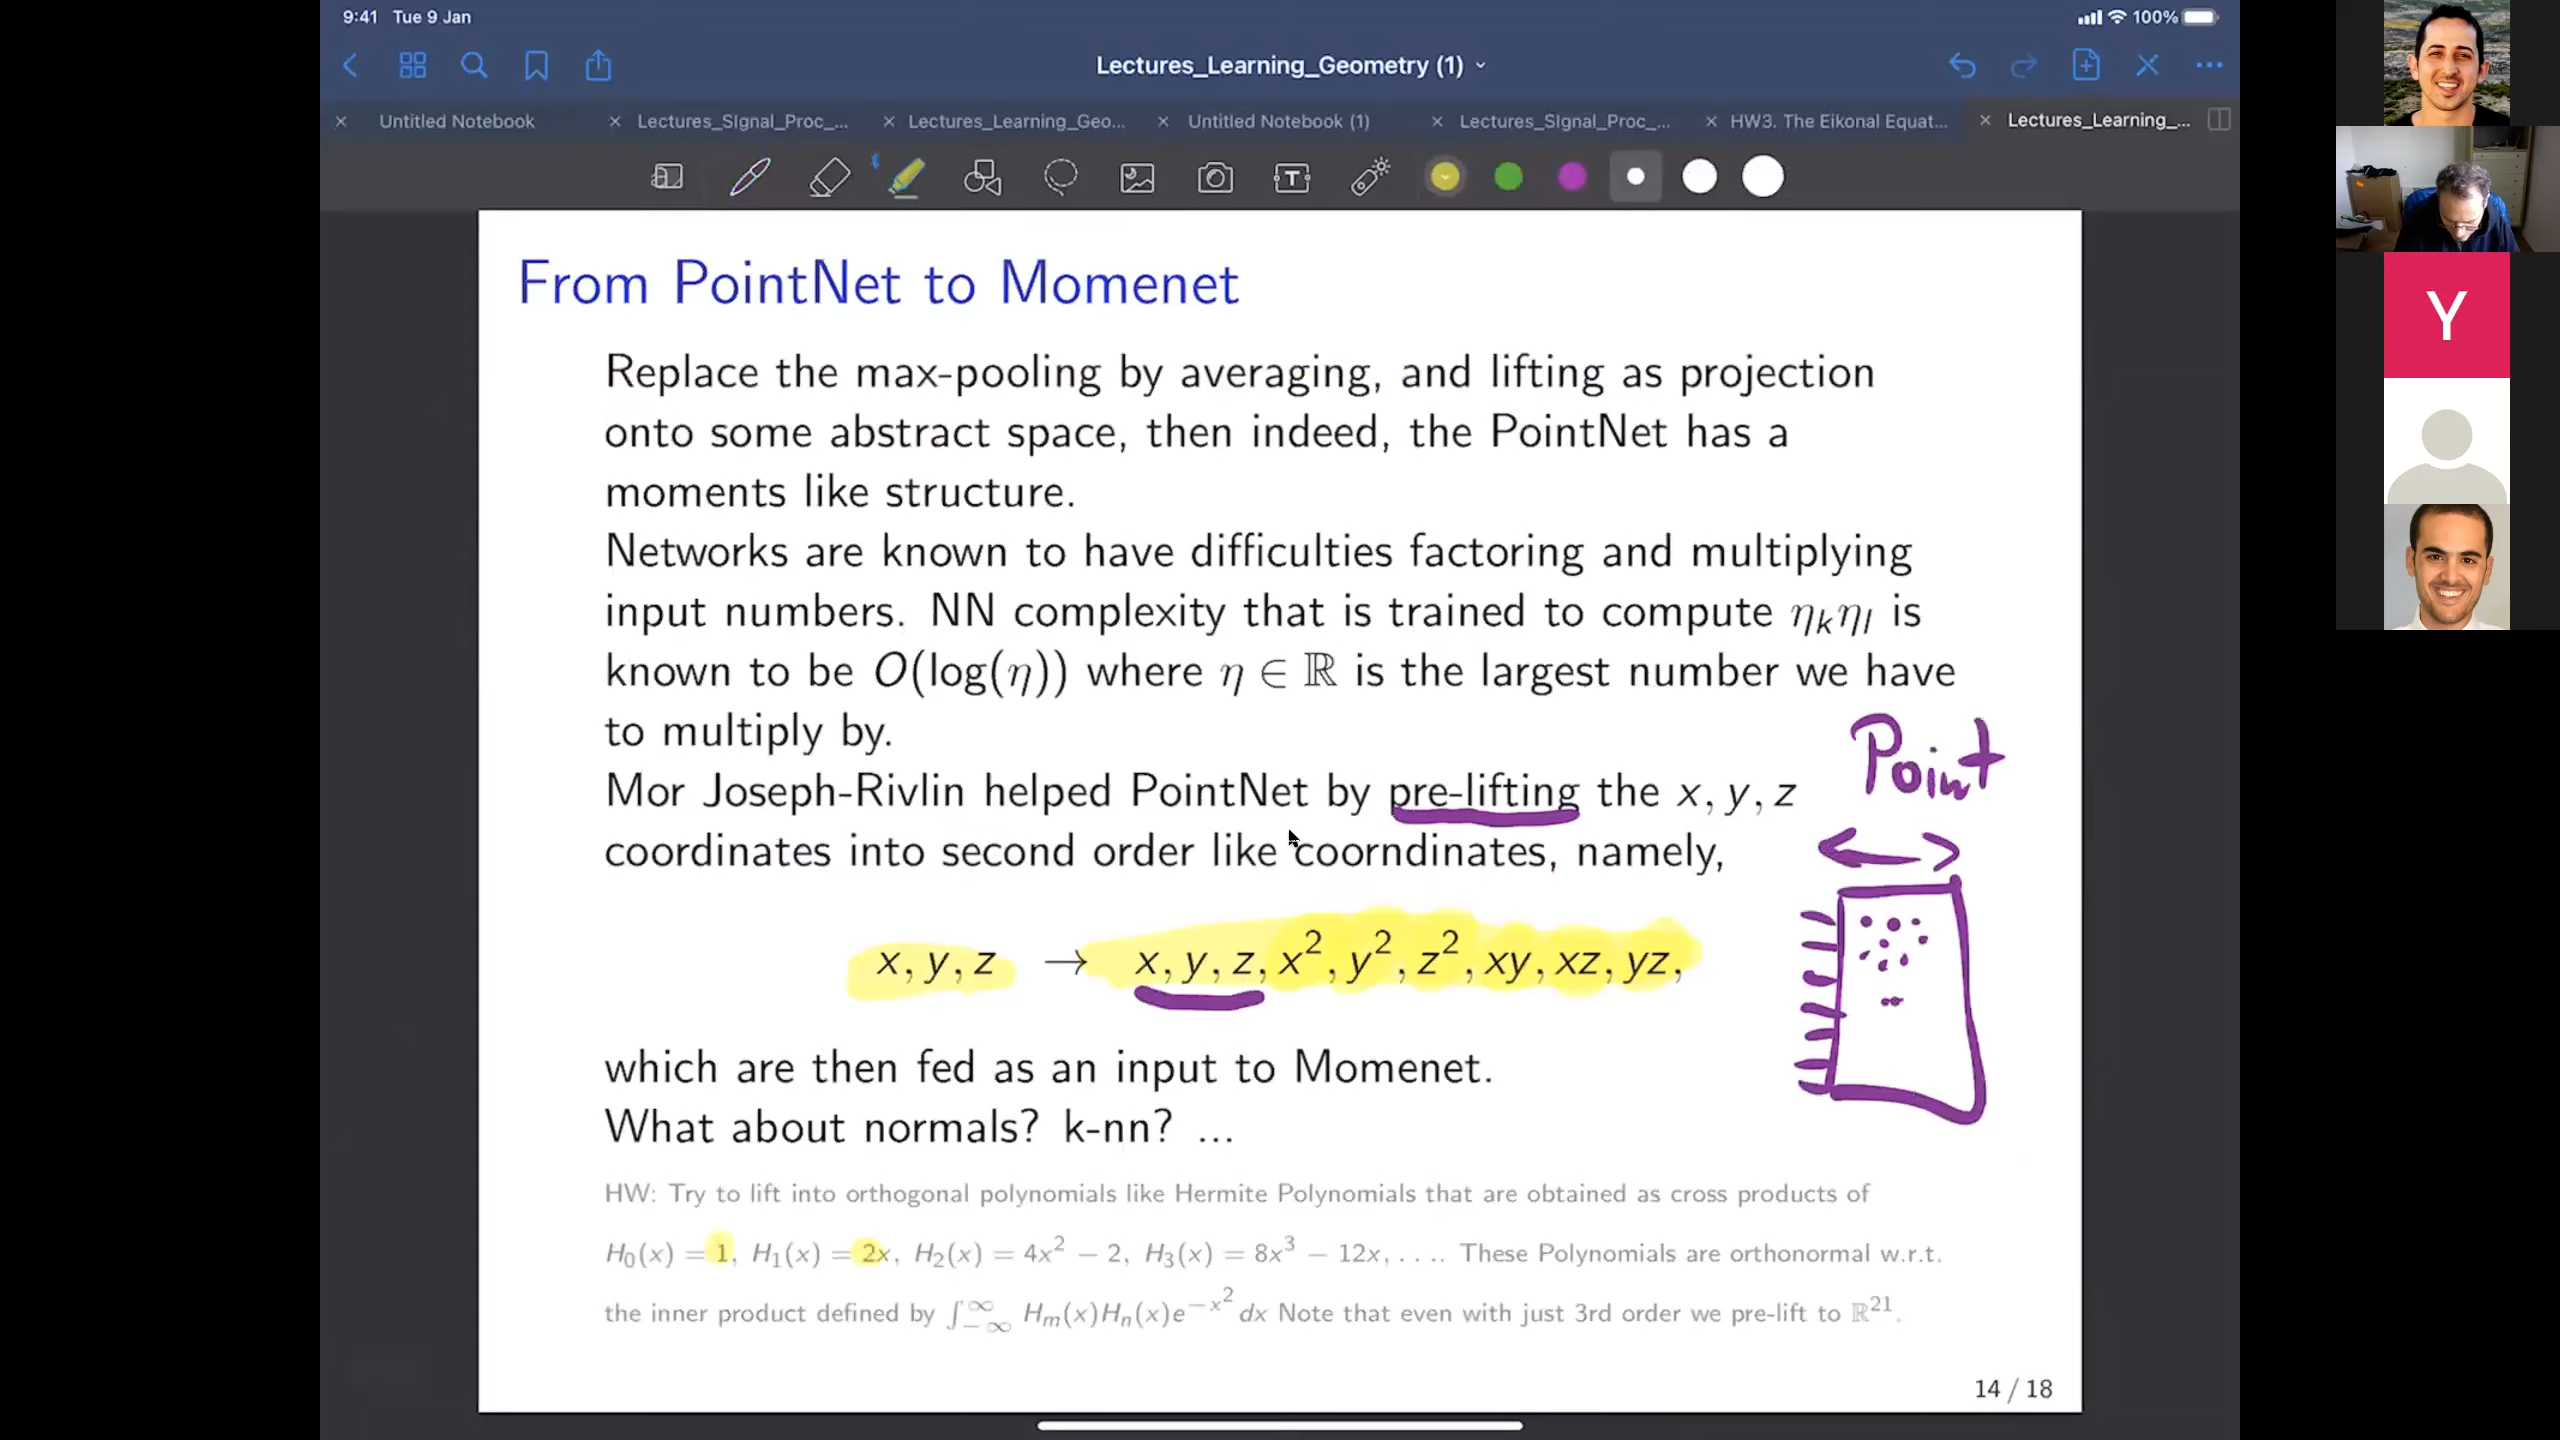 9:41 Tue 9 Jan
100%
Lectures_Learning_Geometry (1)
Untitled Notebook
Lectures_SIgnal_Proc_...
Lectures_Learning_Geo...
Untitled Notebook (1)
Lectures_SIgnal_Proc_...
HW3. The Eikonal Equat...
Lectures_Learning_...
From PointNet to Momenet
Replace the max-pooling by averaging, and lifting as projection
onto some abstract space, then indeed, the PointNet has a
moments like structure.
Networks are known to have difficulties factoring and multiplying
input numbers. NN complexity that is trained to compute ηₖηₗ is
known to be O(log(η)) where η ∈ ℝ is the largest number we have
to multiply by.
Point
Mor Joseph-Rivlin helped PointNet by pre-lifting the x, y, z
coordinates into second order like coorndinates, namely,
x, y, z → x, y, z, x², y², z², xy, xz, yz,
which are then fed as an input to Momenet.
What about normals? k-nn? ...
HW: Try to lift into orthogonal polynomials like Hermite Polynomials that are obtained as cross products of
H₀(x) = 1, H₁(x) = 2x, H₂(x) = 4x² − 2, H₃(x) = 8x³ − 12x, . . . . These Polynomials are orthonormal w.r.t.
the inner product defined by ∫_{−∞}^{∞} Hₘ(x)Hₙ(x)e^{−x²} dx Note that even with just 3rd order we pre-lift to ℝ²¹.
14 / 18
Y